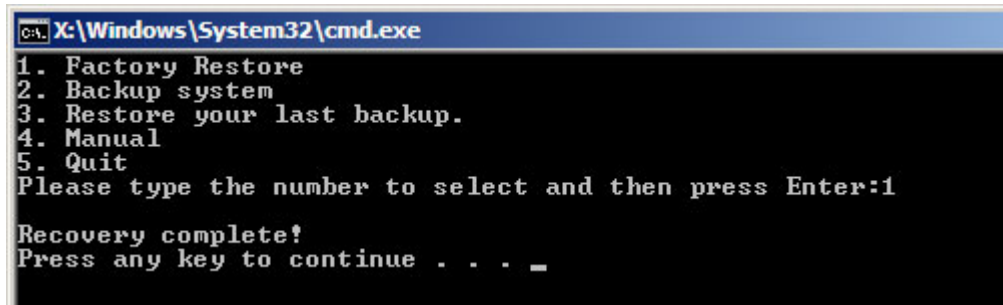 X:\Windows\System32\cmd.exe
1. Factory Restore
2. Backup system
3. Restore your last backup.
4. Manual
5. Quit
Please type the number to select and then press Enter:1
Recovery complete!
Press any key to continue . . . _